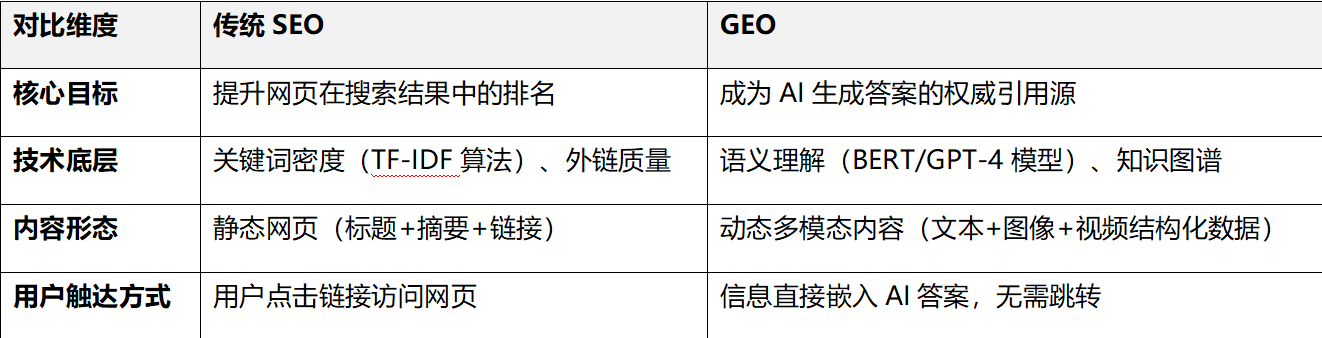 对比维度 传统 SEO GEO
核心目标 提升网页在搜索结果中的排名 成为 AI 生成答案的权威引用源
技术底层 关键词密度（TF-IDF 算法）、外链质量 语义理解（BERT/GPT-4 模型）、知识图谱
内容形态 静态网页（标题+摘要+链接） 动态多模态内容（文本+图像+视频结构化数据）
用户触达方式 用户点击链接访问网页 信息直接嵌入 AI 答案，无需跳转